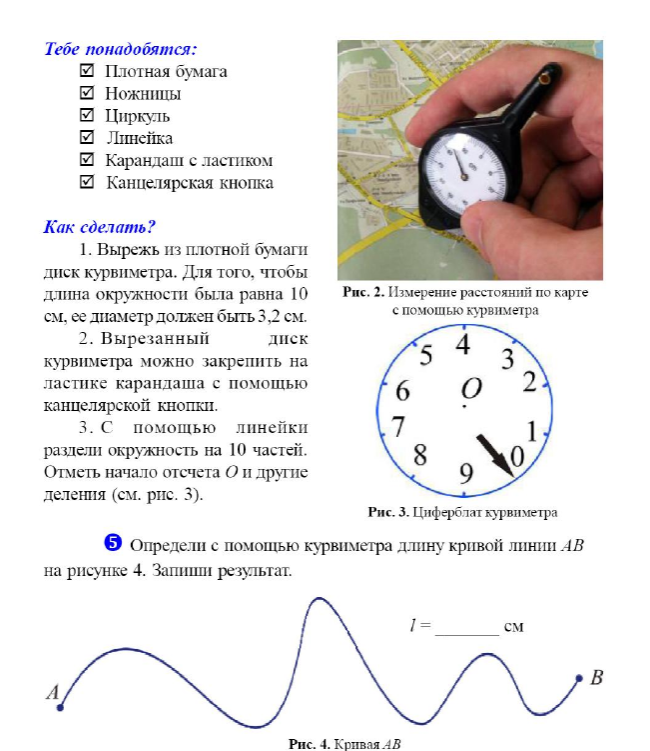 Тебе понадобятся:
☑ Плотная бумага
☑ Ножницы
☑ Циркуль
☑ Линейка
☑ Карандаш с ластиком
☑ Канцелярская кнопка
Как сделать?
1. Вырежь из плотной бумаги
диск курвиметра. Для того, чтобы
длина окружности была равна 10
см, ее диаметр должен быть 3,2 см.
2. Вырезанный диск
курвиметра можно закрепить на
ластике карандаша с помощью
канцелярской кнопки.
3. С помощью линейки
раздели окружность на 10 частей.
Отметь начало отсчета О и другие
деления (см. рис. 3).
Рис. 2. Измерение расстояний по карте
с помощью курвиметра
4
5 3
6 O 2
7 1
8 0
9
Рис. 3. Циферблат курвиметра
5 Определи с помощью курвиметра длину кривой линии AB
на рисунке 4. Запиши результат.
l = _______ см
A B
Рис. 4. Кривая AB